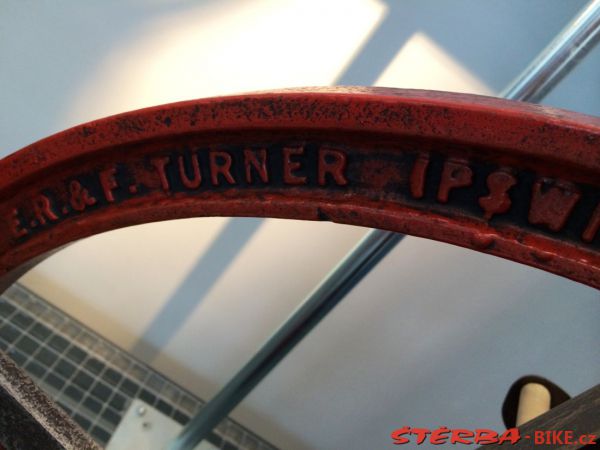 E.R.& F. TURNER IPSWI
ŠTĚRBA-BIKE.cz